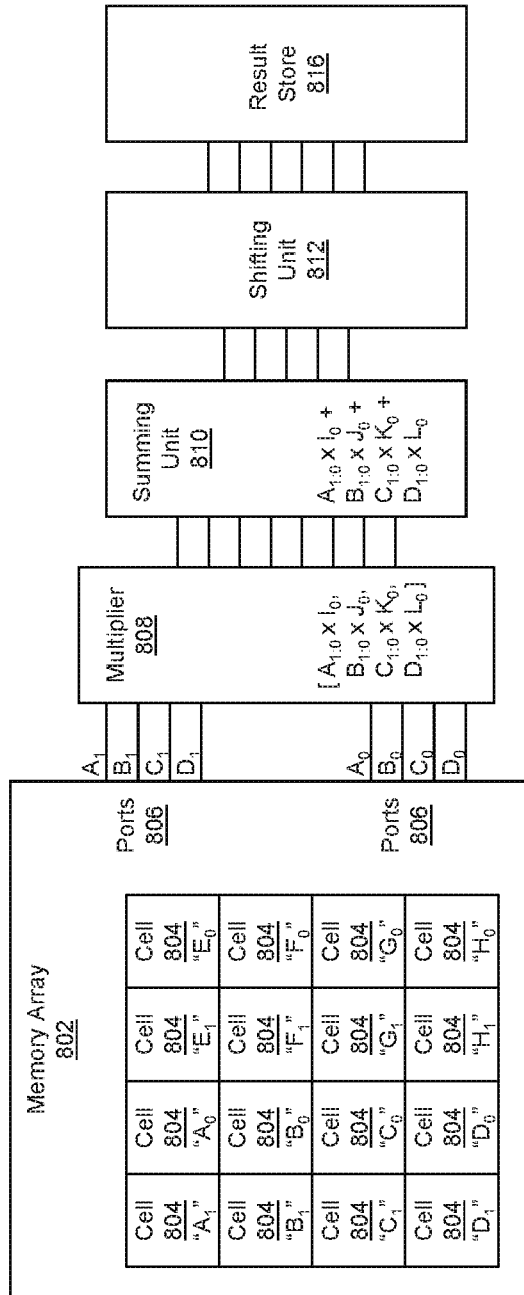 Memory Array
802
Cell
804
"A₁"
Cell
804
"A₀"
Cell
804
"E₁"
Cell
804
"E₀"
Cell
804
"B₁"
Cell
804
"B₀"
Cell
804
"F₁"
Cell
804
"F₀"
Cell
804
"C₁"
Cell
804
"C₀"
Cell
804
"G₁"
Cell
804
"G₀"
Cell
804
"D₁"
Cell
804
"D₀"
Cell
804
"H₁"
Cell
804
"H₀"
Ports
806
Ports
806
A₁
B₁
C₁
D₁
A₀
B₀
C₀
D₀
Multiplier
808
[ A₁:₀ x I₀,
B₁:₀ x J₀,
C₁:₀ x K₀,
D₁:₀ x L₀ ]
Summing
Unit
810
A₁:₀ x I₀ +
B₁:₀ x J₀ +
C₁:₀ x K₀ +
D₁:₀ x L₀
Shifting
Unit
812
Result
Store
816